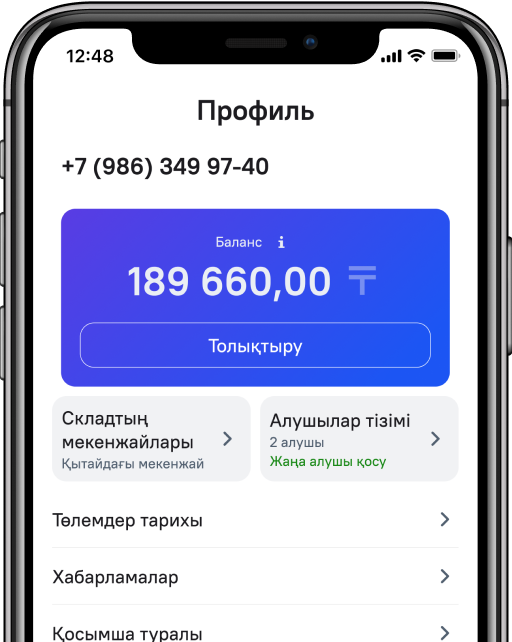 12:48
Профиль
+7 (986) 349 97-40
Баланс
189 660,00 ₸
Толықтыру
Складтың
мекенжайлары
Қытайдағы мекенжай
Алушылар тізімі
2 алушы
Жаңа алушы қосу
Төлемдер тарихы
Хабарламалар
Қосымша туралы